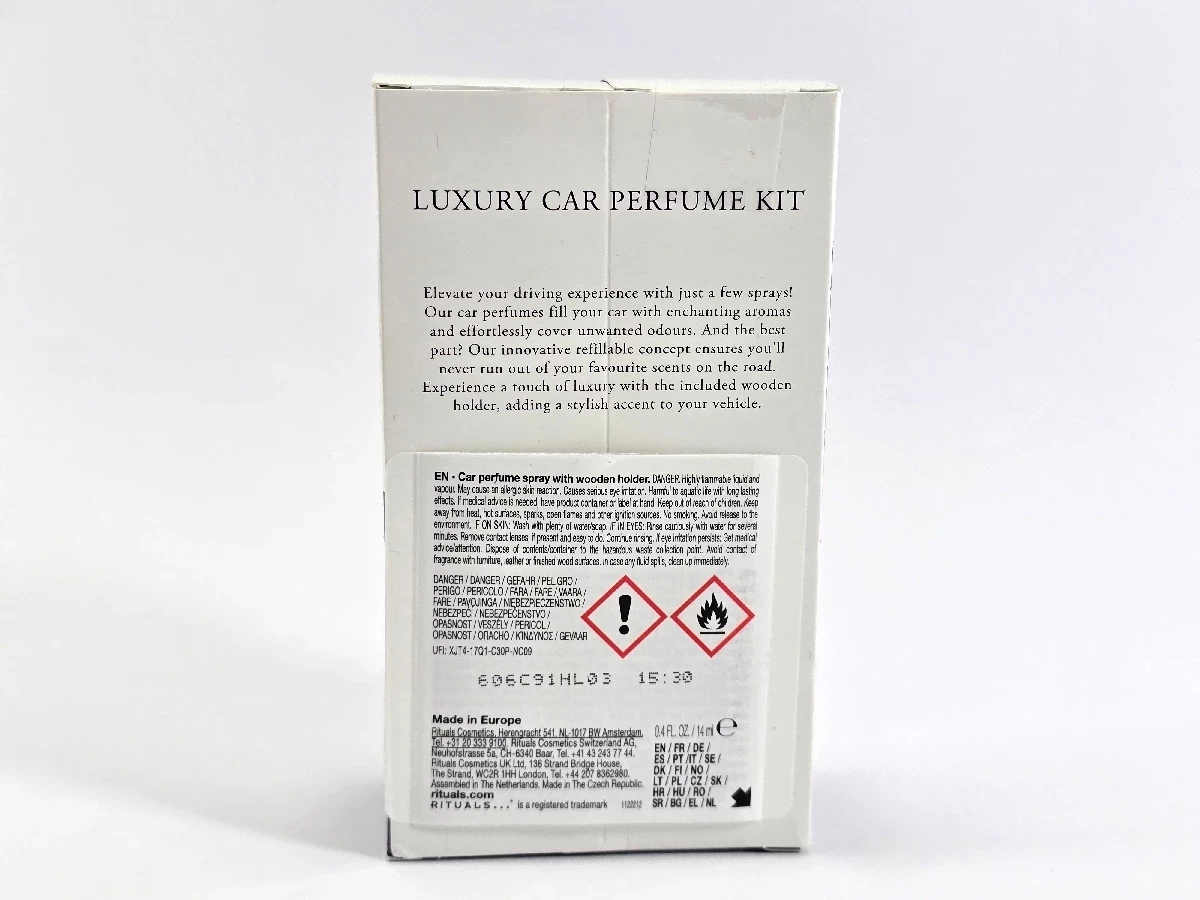 LUXURY CAR PERFUME KIT
Elevate your driving experience with just a few sprays!
Our car perfumes fill your car with enchanting aromas
and effortlessly cover unwanted odours. And the best
part? Our innovative refillable concept ensures you'll
never run out of your favourite scents on the road.
Experience a touch of luxury with the included wooden
holder, adding a stylish accent to your vehicle.
EN - Car perfume spray with wooden holder. DANGER. Highly flammable liquid and
vapour. May cause an allergic skin reaction. Causes serious eye irritation. Harmful to aquatic life with long lasting
effects. If medical advice is needed, have product container or label at hand. Keep out of reach of children. Keep
away from heat, hot surfaces, sparks, open flames and other ignition sources. No smoking. Avoid release to the
environment. IF ON SKIN: Wash with plenty of water/soap. IF IN EYES: Rinse cautiously with water for several
minutes. Remove contact lenses, if present and easy to do. Continue rinsing. If eye irritation persists: Get medical
advice/attention. Dispose of contents/container to the hazardous waste collection point. Avoid contact of
fragrance with furniture, leather or finished wood surfaces, in case any fluid spills, clean up immediately.
DANGER / DANGER / GEFAHR / PELIGRO /
PERIGO / PERICOLO / FARA / FARE / VAARA /
FARE / PAVOJINGA / NIEBEZPIECZEŃSTWO /
NEBEZPEČÍ / NEBEZPEČENSTVO /
OPASNOST / VESZÉLY / PERICOL /
OPASNOST / ОПАСНО / ΚΙΝΔΥΝΟΣ / GEVAAR
UFI: XJT4-17Q1-C30P-NC09
606C91HL03 15:30
Made in Europe
Rituals Cosmetics, Herengracht 541, NL-1017 BW Amsterdam,
Tel. +31 20 333 9100. Rituals Cosmetics Switzerland AG,
Neuhofstrasse 5a, CH-6340 Baar, Tel. +41 43 243 77 44.
Rituals Cosmetics UK Ltd, 136 Strand Bridge House,
The Strand, WC2R 1HH London, Tel. +44 207 8362980.
Assembled in The Netherlands. Made in The Czech Republic.
rituals.com
RITUALS...® is a registered trademark 1122212
0.4 FL. OZ. / 14 ml ℮
EN / FR / DE /
ES / PT / IT / SE /
DK / FI / NO /
LT / PL / CZ / SK /
HR / HU / RO /
SR / BG / EL / NL